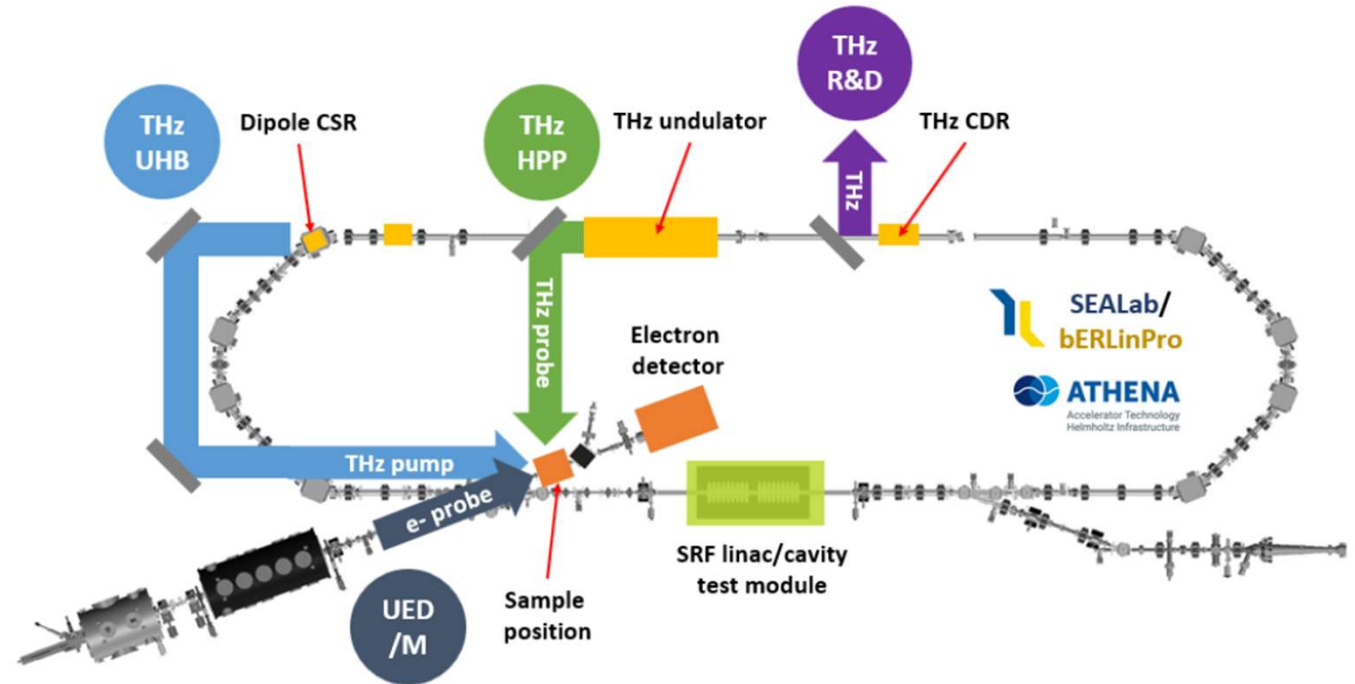 THz
R&D
THz
UHB
Dipole CSR
THz
HPP
THz undulator
THz CDR
THz
THz probe
Electron
detector
SEALab/
bERLinPro
ATHENA
Accelerator Technology
Helmholtz Infrastructure
THz pump
e- probe
SRF linac/cavity
test module
UED
/M
Sample
position